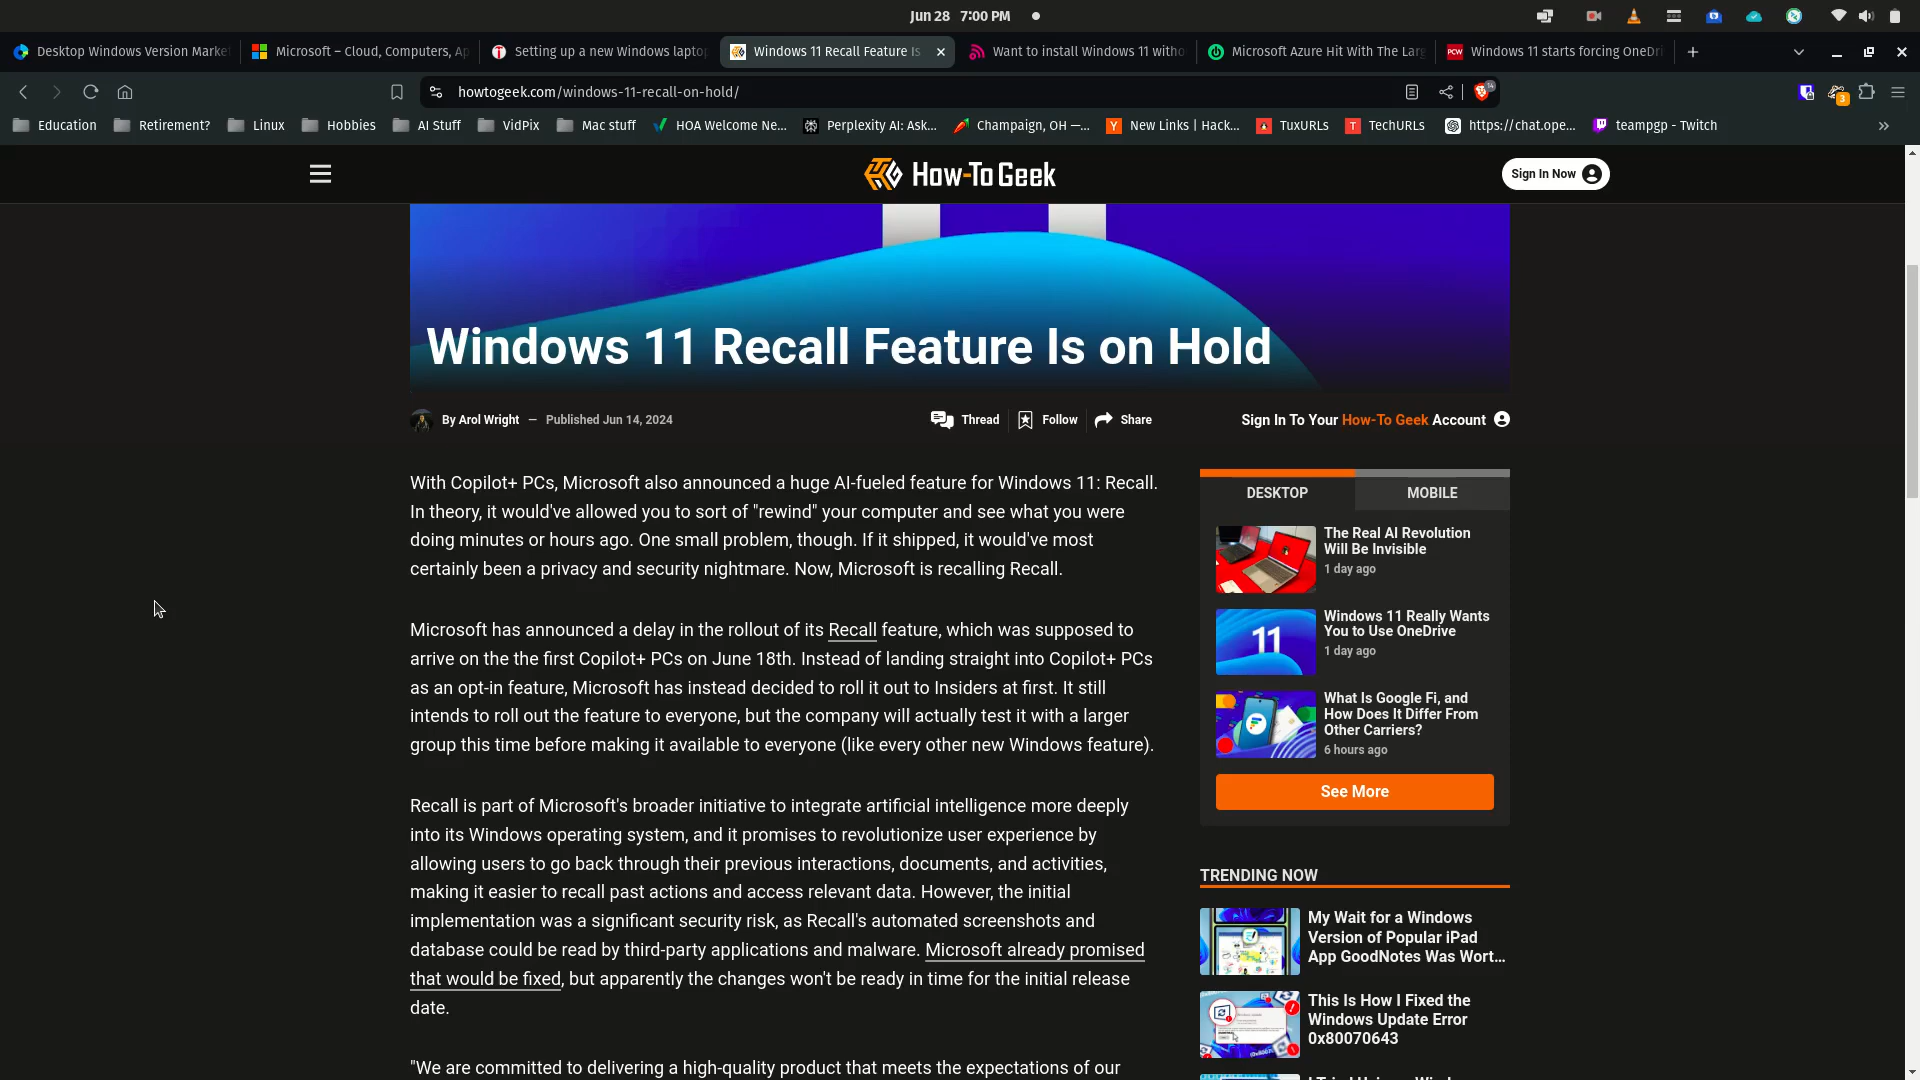 Jun 28 7:00 PM
Desktop Windows Version Marke
Microsoft – Cloud, Computers, Ap
Setting up a new Windows laptop
Windows 11 Recall Feature Is
Want to install Windows 11 witho
Microsoft Azure Hit With The Larg
Windows 11 starts forcing OneDri
howtogeek.com/windows-11-recall-on-hold/
14
3
Education
Retirement?
Linux
Hobbies
AI Stuff
VidPix
Mac stuff
HOA Welcome Ne...
Perplexity AI: Ask...
Champaign, OH —...
New Links | Hack...
TuxURLs
TechURLs
https://chat.ope...
teampgp - Twitch
How-To Geek
Sign In Now
Windows 11 Recall Feature Is on Hold
By Arol Wright — Published Jun 14, 2024
Thread
Follow
Share
Sign In To Your How-To Geek Account
With Copilot+ PCs, Microsoft also announced a huge AI-fueled feature for Windows 11: Recall.
In theory, it would've allowed you to sort of "rewind" your computer and see what you were
doing minutes or hours ago. One small problem, though. If it shipped, it would've most
certainly been a privacy and security nightmare. Now, Microsoft is recalling Recall.
Microsoft has announced a delay in the rollout of its Recall feature, which was supposed to
arrive on the the first Copilot+ PCs on June 18th. Instead of landing straight into Copilot+ PCs
as an opt-in feature, Microsoft has instead decided to roll it out to Insiders at first. It still
intends to roll out the feature to everyone, but the company will actually test it with a larger
group this time before making it available to everyone (like every other new Windows feature).
Recall is part of Microsoft's broader initiative to integrate artificial intelligence more deeply
into its Windows operating system, and it promises to revolutionize user experience by
allowing users to go back through their previous interactions, documents, and activities,
making it easier to recall past actions and access relevant data. However, the initial
implementation was a significant security risk, as Recall's automated screenshots and
database could be read by third-party applications and malware. Microsoft already promised
that would be fixed, but apparently the changes won't be ready in time for the initial release
date.
"We are committed to delivering a high-quality product that meets the expectations of our
DESKTOP
MOBILE
The Real AI Revolution
Will Be Invisible
1 day ago
11
Windows 11 Really Wants
You to Use OneDrive
1 day ago
What Is Google Fi, and
How Does It Differ From
Other Carriers?
6 hours ago
See More
TRENDING NOW
My Wait for a Windows
Version of Popular iPad
App GoodNotes Was Wort...
This Is How I Fixed the
Windows Update Error
0x80070643